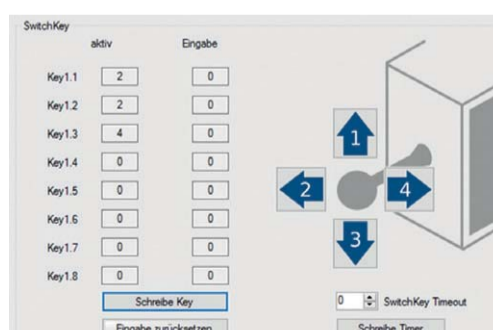 SwitchKey
aktiv Eingabe
Key1.1 2 0
Key1.2 2 0
Key1.3 4 0
Key1.4 0 0
Key1.5 0 0
Key1.6 0 0
Key1.7 0 0
Key1.8 0 0
1
2 4
3
Schreibe Key
0 SwitchKey Timeout
Eingabe zurücksetzen
Schreibe Timer